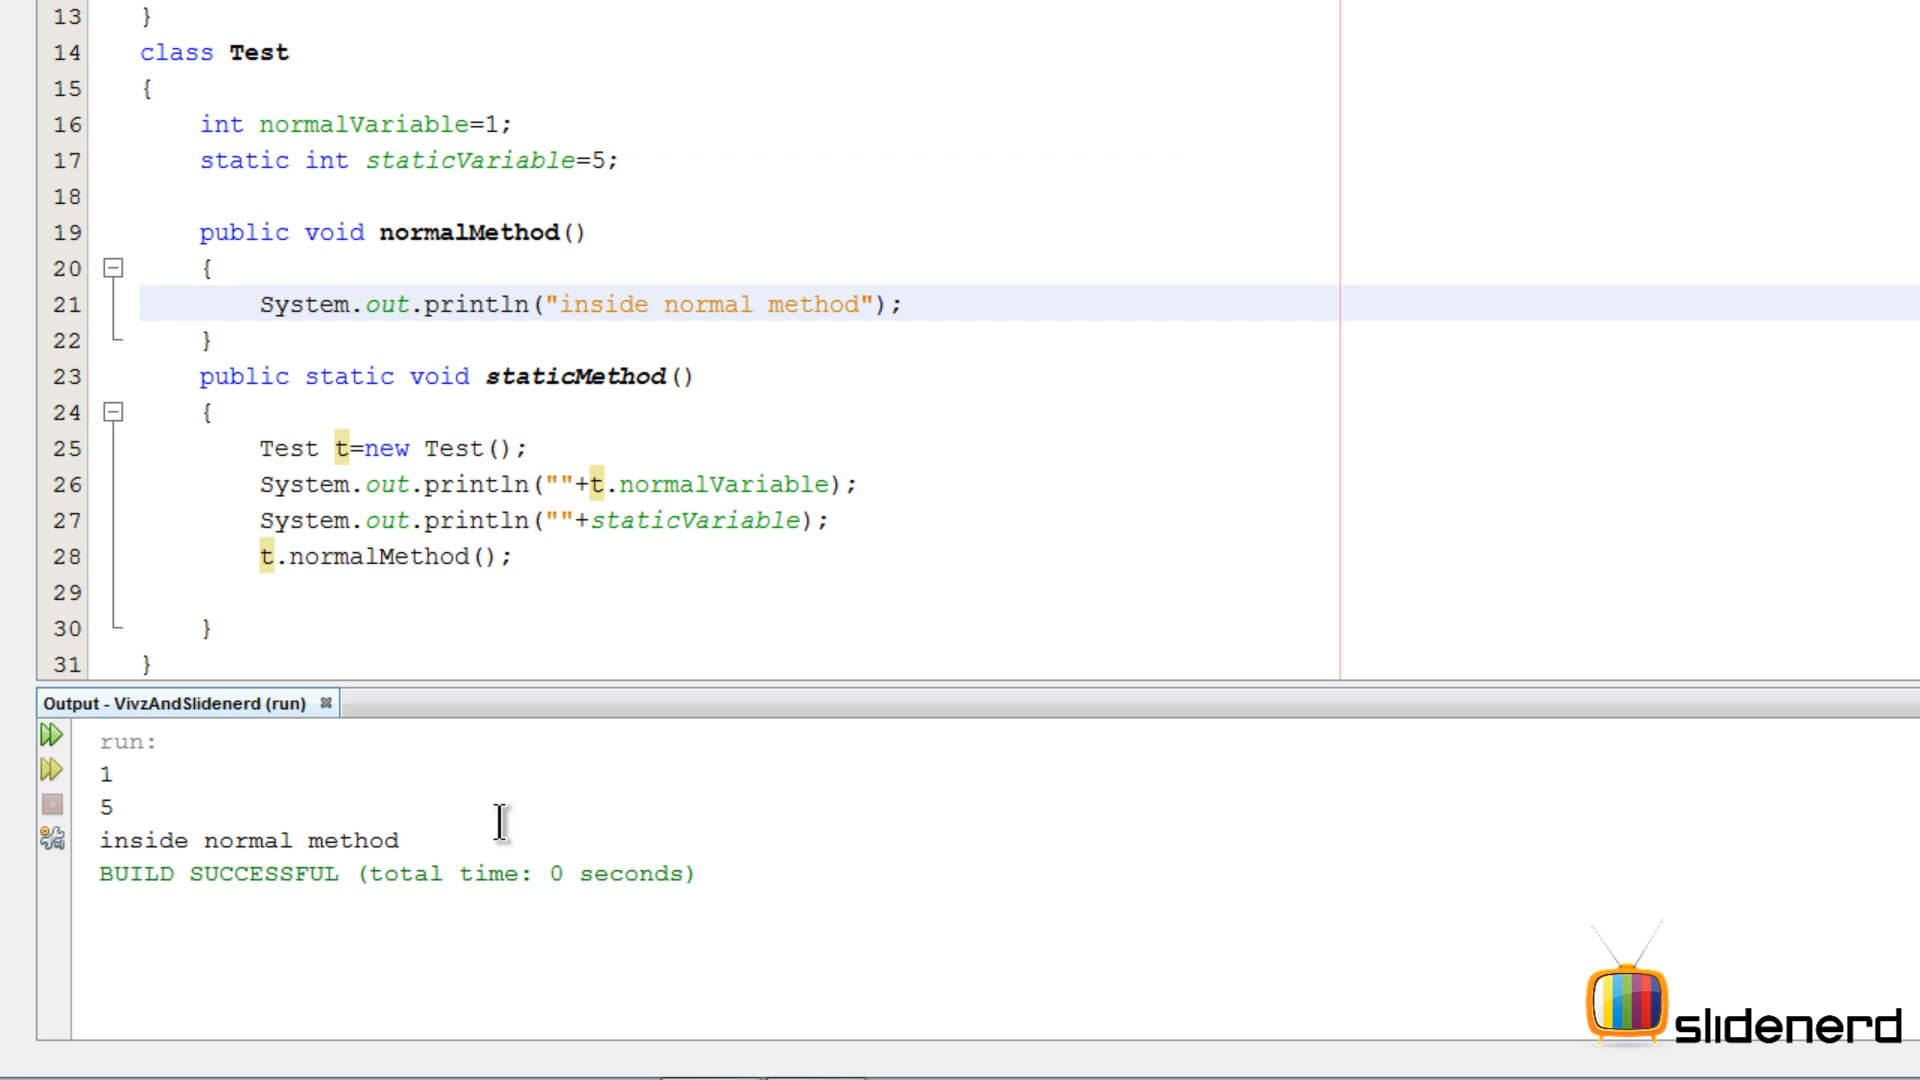 13 }
14 class Test
15 {
16 int normalVariable=1;
17 static int staticVariable=5;
18
19 public void normalMethod()
20 {
21 System.out.println("inside normal method");
22 }
23 public static void staticMethod()
24 {
25 Test t=new Test();
26 System.out.println(""+t.normalVariable);
27 System.out.println(""+staticVariable);
28 t.normalMethod();
29
30 }
31 }
Output - VivzAndSlidenerd (run)
run:
1
5
inside normal method
BUILD SUCCESSFUL (total time: 0 seconds)
slidenerd